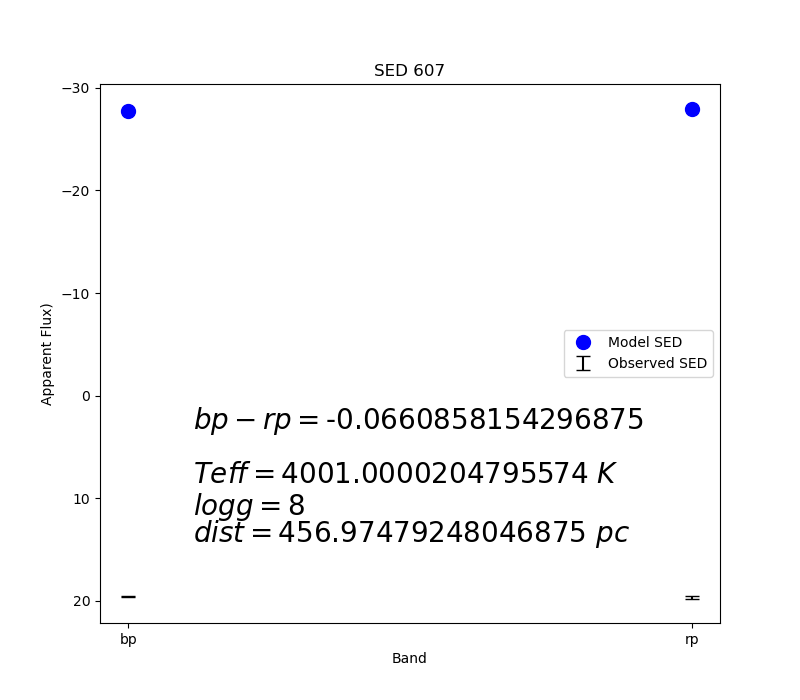 SED 607
−30
−20
−10
0
10
20
Apparent Flux)
Model SED
Observed SED
bp − rp = -0.0660858154296875
Teff = 4001.0000204795574 K
logg = 8
dist = 456.97479248046875 pc
bp
rp
Band